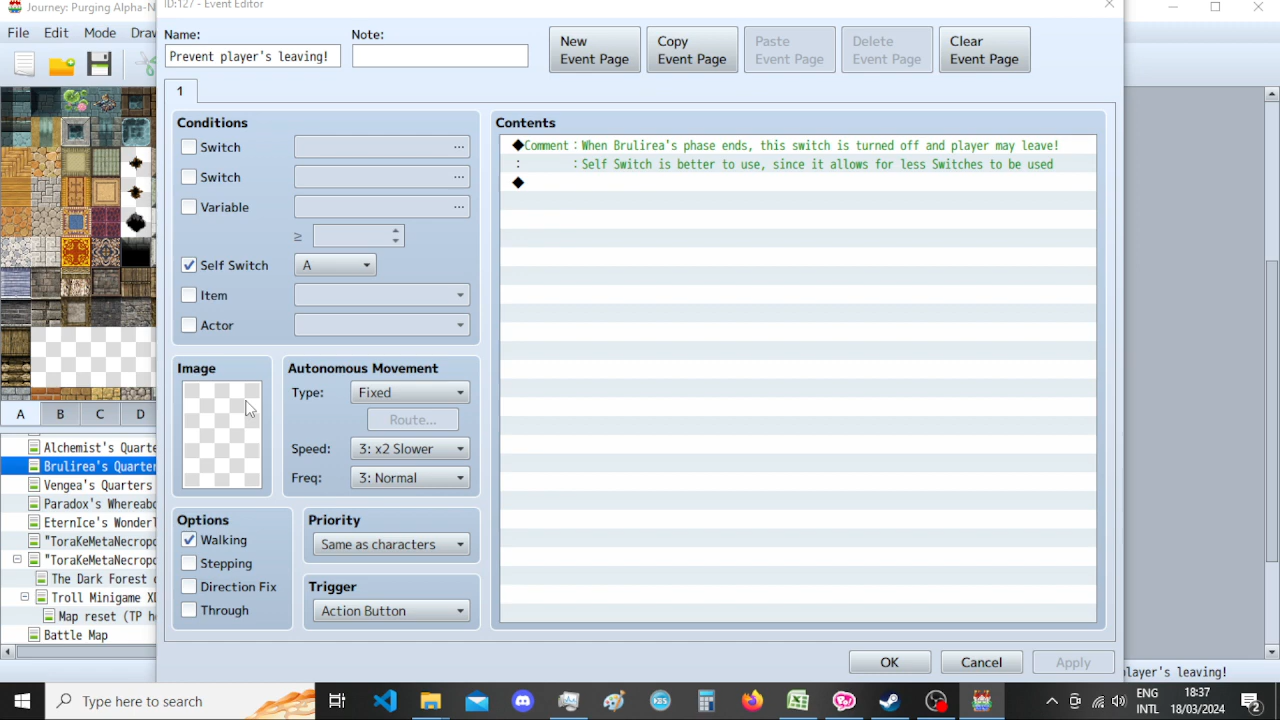 Journey: Purging Alpha-N
ID:127 - Event Editor
File Edit Mode Draw
Name:
Note:
Prevent player's leaving!
New
Event Page
Copy
Event Page
Paste
Event Page
Delete
Event Page
Clear
Event Page
1
Conditions
Switch
...
Switch
...
Variable
...
≥
Self Switch A
Item
Actor
Image
Autonomous Movement
Type: Fixed
Route...
Speed: 3: x2 Slower
Freq: 3: Normal
Options
Walking
Stepping
Direction Fix
Through
Priority
Same as characters
Trigger
Action Button
Contents
◆Comment：When Brulirea's phase ends, this switch is turned off and player may leave!
：       ：Self Switch is better to use, since it allows for less Switches to be used
◆
A B C D
Alchemist's Quarte
Brulirea's Quarter
Vengea's Quarters
Paradox's Whereabo
EternIce's Wonderl
"ToraKeMetaNecropo
"ToraKeMetaNecropo
The Dark Forest
Troll Minigame XD
Map reset (TP he
Battle Map
OK Cancel Apply
layer's leaving!
Type here to search
ENG
INTL
18:37
18/03/2024
2